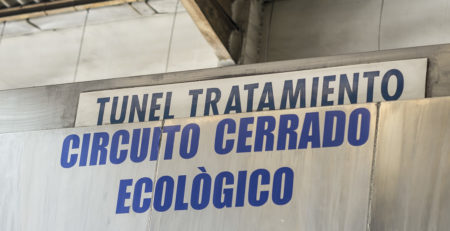 TUNEL TRATAMIENTO
CIRCUITO CERRADO
ECOLÒGICO